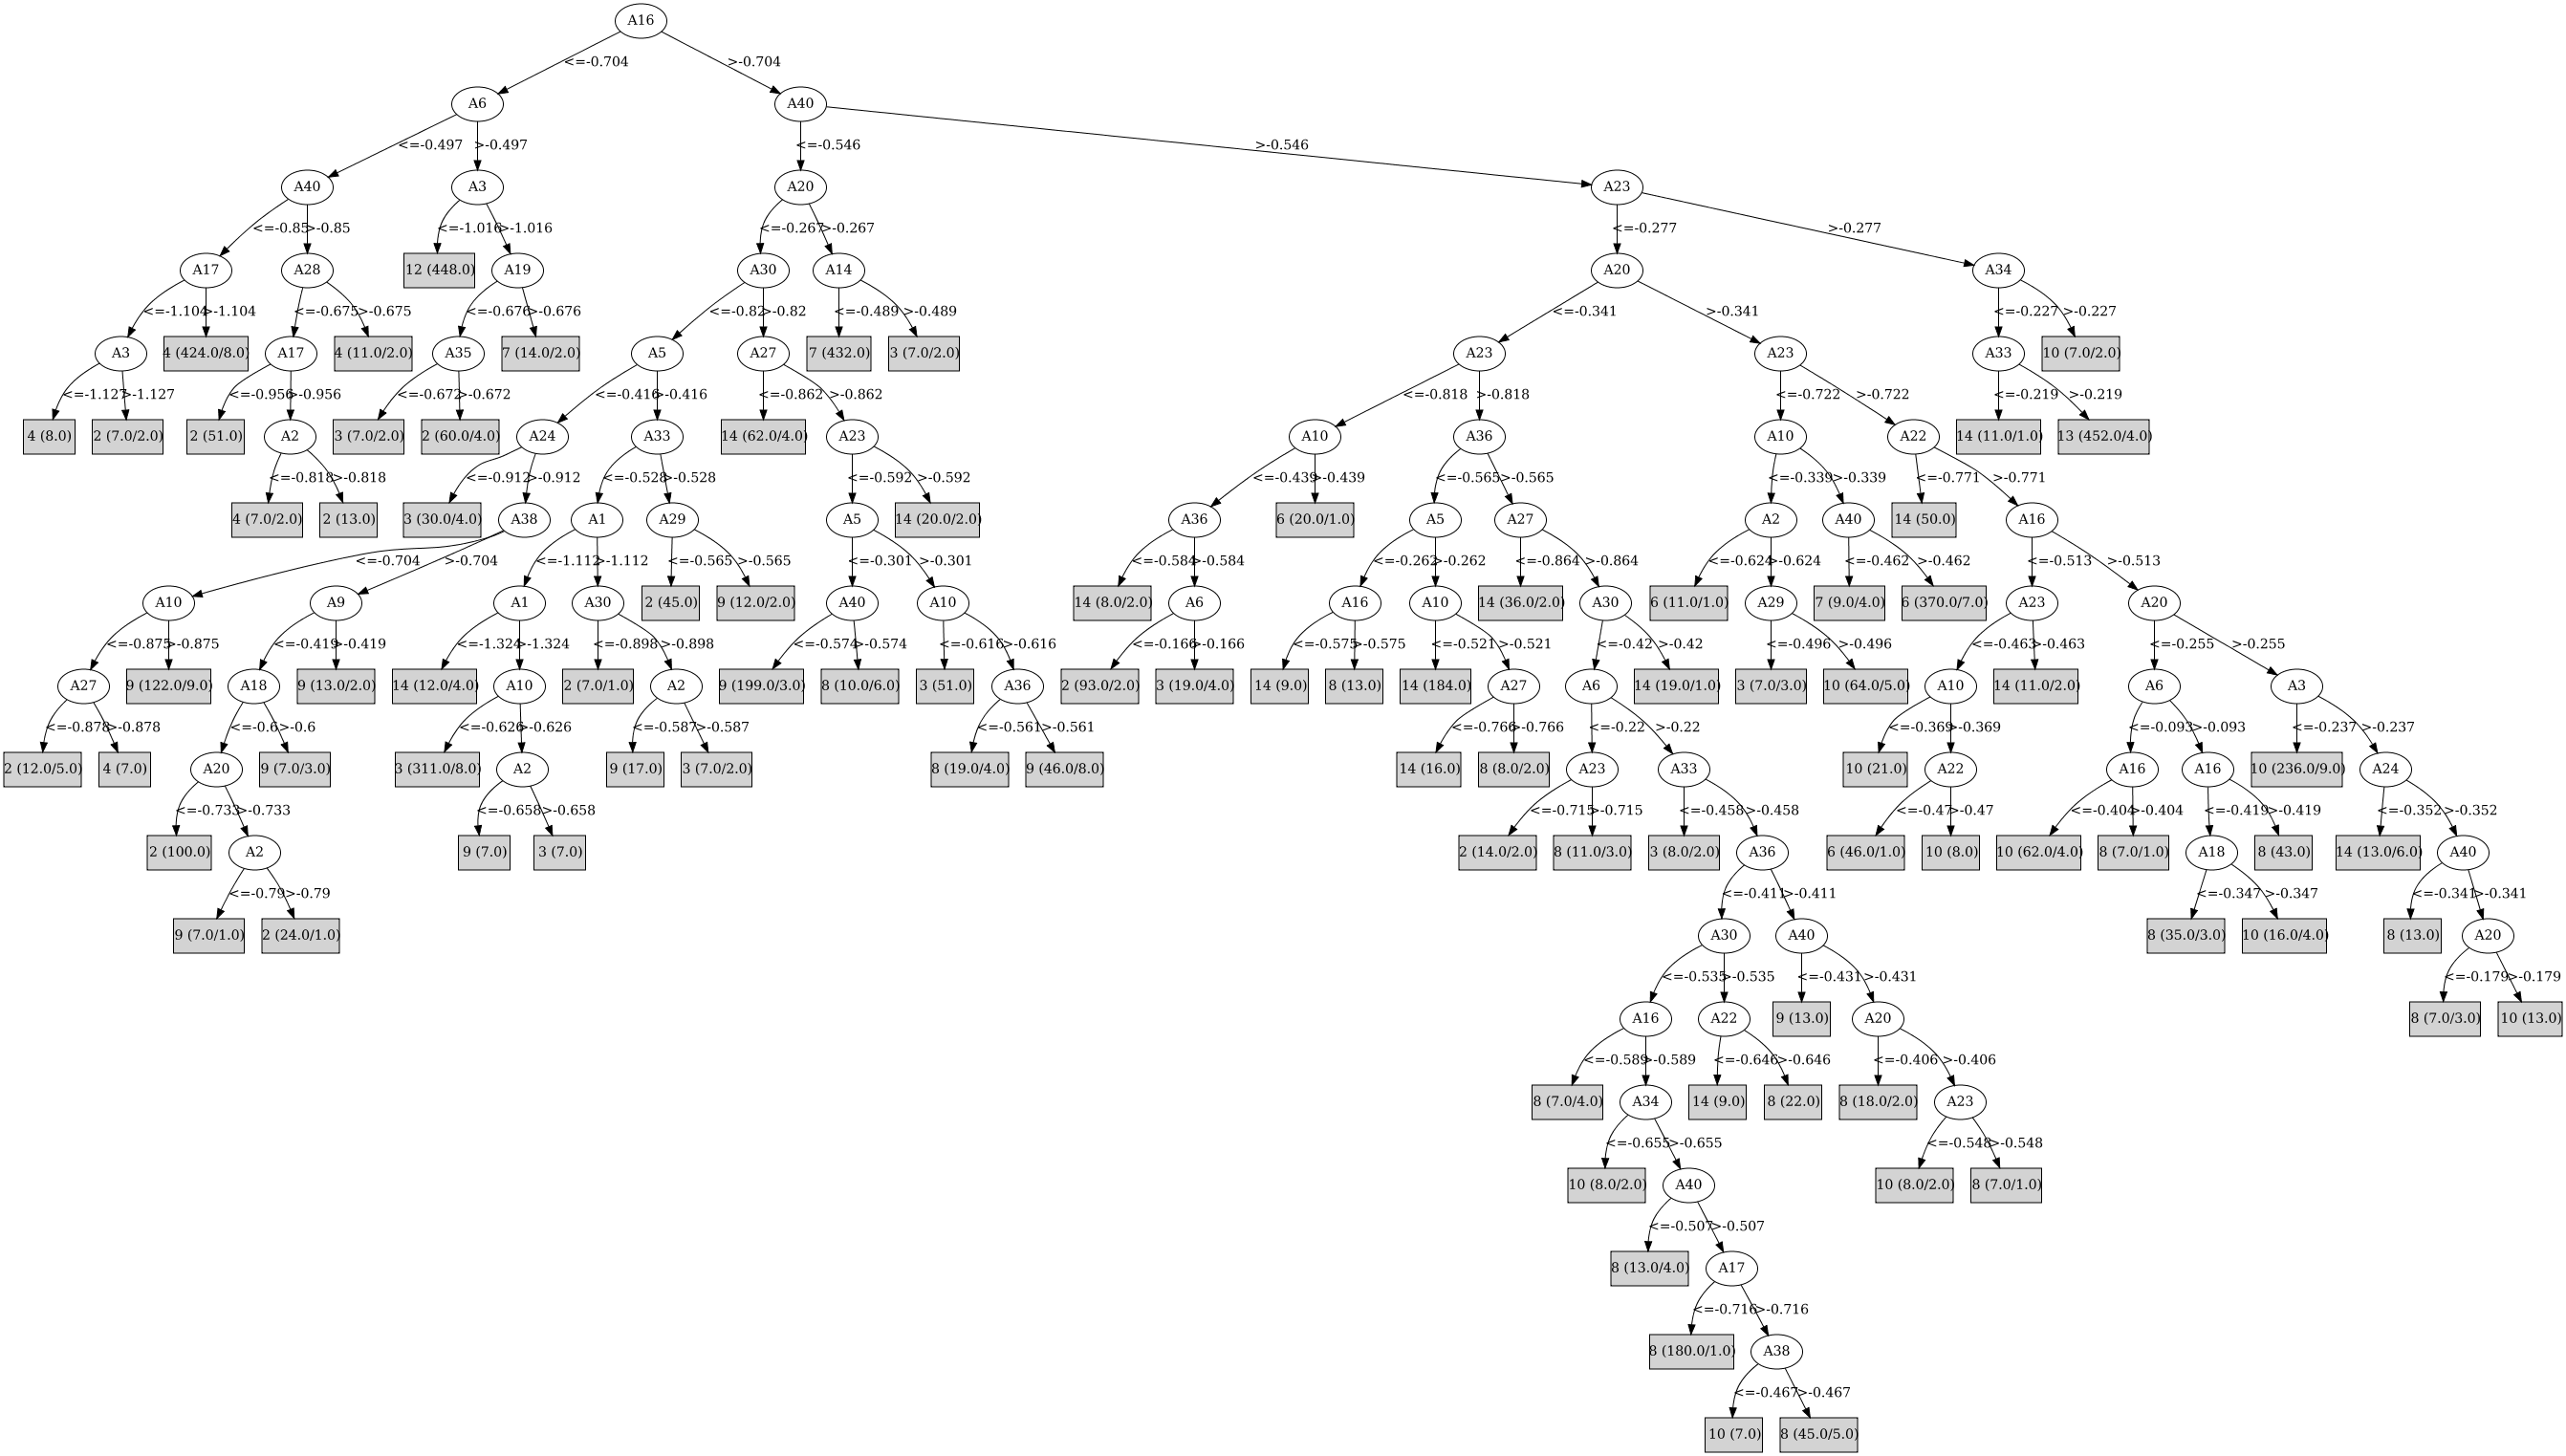 A16
<=-0.704 >-0.704
A6 A40
<=-0.497 >-0.497 <=-0.546 >-0.546
A40 A3 A20 A23
<=-0.85 >-0.85 <=-1.016 >-1.016 <=-0.267 >-0.267 <=-0.277 >-0.277
A17 A28 12 (448.0) A19 A30 A14 A20 A34
<=-1.104 >-1.104 <=-0.675 >-0.675 <=-0.676 >-0.676 <=-0.82 >-0.82 <=-0.489 >-0.489 <=-0.341 >-0.341 <=-0.227 >-0.227
A3 4 (424.0/8.0) A17 4 (11.0/2.0) A35 7 (14.0/2.0) A5 A27 7 (432.0) 3 (7.0/2.0) A23 A23 A33 10 (7.0/2.0)
<=-1.127 >-1.127 <=-0.956 >-0.956 <=-0.672 >-0.672 <=-0.416 >-0.416 <=-0.862 >-0.862 <=-0.818 >-0.818 <=-0.722 >-0.722 <=-0.219 >-0.219
4 (8.0) 2 (7.0/2.0) 2 (51.0) A2 3 (7.0/2.0) 2 (60.0/4.0) A24 A33 14 (62.0/4.0) A23 A10 A36 A10 A22 14 (11.0/1.0) 13 (452.0/4.0)
<=-0.818 >-0.818 <=-0.912 >-0.912 <=-0.528 >-0.528 <=-0.592 >-0.592 <=-0.439 >-0.439 <=-0.565 >-0.565 <=-0.339 >-0.339 <=-0.771 >-0.771
4 (7.0/2.0) 2 (13.0) 3 (30.0/4.0) A38 A1 A29 A5 14 (20.0/2.0) A36 6 (20.0/1.0) A5 A27 A2 A40 14 (50.0) A16
<=-0.704 >-0.704 <=-1.112 >-1.112 <=-0.565 >-0.565 <=-0.301 >-0.301 <=-0.584 >-0.584 <=-0.262 >-0.262 <=-0.864 >-0.864 <=-0.624 >-0.624 <=-0.462 >-0.462 <=-0.513 >-0.513
A10 A9 A1 A30 2 (45.0) 9 (12.0/2.0) A40 A10 14 (8.0/2.0) A6 A16 A10 14 (36.0/2.0) A30 6 (11.0/1.0) A29 7 (9.0/4.0) 6 (370.0/7.0) A23 A20
<=-0.875 >-0.875 <=-0.419 >-0.419 <=-1.324 >-1.324 <=-0.898 >-0.898 <=-0.574 >-0.574 <=-0.616 >-0.616 <=-0.166 >-0.166 <=-0.575 >-0.575 <=-0.521 >-0.521 <=-0.42 >-0.42 <=-0.496 >-0.496 <=-0.463 >-0.463 <=-0.255 >-0.255
A27 9 (122.0/9.0) A18 9 (13.0/2.0) 14 (12.0/4.0) A10 2 (7.0/1.0) A2 9 (199.0/3.0) 8 (10.0/6.0) 3 (51.0) A36 2 (93.0/2.0) 3 (19.0/4.0) 14 (9.0) 8 (13.0) 14 (184.0) A27 A6 14 (19.0/1.0) 3 (7.0/3.0) 10 (64.0/5.0) A10 14 (11.0/2.0) A6 A3
<=-0.878 >-0.878 <=-0.6 >-0.6 <=-0.626 >-0.626 <=-0.587 >-0.587 <=-0.561 >-0.561 <=-0.766 >-0.766 <=-0.22 >-0.22 <=-0.369 >-0.369 <=-0.093 >-0.093 <=-0.237 >-0.237
2 (12.0/5.0) 4 (7.0) A20 9 (7.0/3.0) 3 (311.0/8.0) A2 9 (17.0) 3 (7.0/2.0) 8 (19.0/4.0) 9 (46.0/8.0) 14 (16.0) 8 (8.0/2.0) A23 A33 10 (21.0) A22 A16 A16 10 (236.0/9.0) A24
<=-0.733 >-0.733 <=-0.658 >-0.658 <=-0.715 >-0.715 <=-0.458 >-0.458 <=-0.47 >-0.47 <=-0.404 >-0.404 <=-0.419 >-0.419 <=-0.352 >-0.352
2 (100.0) A2 9 (7.0) 3 (7.0) 2 (14.0/2.0) 8 (11.0/3.0) 3 (8.0/2.0) A36 6 (46.0/1.0) 10 (8.0) 10 (62.0/4.0) 8 (7.0/1.0) A18 8 (43.0) 14 (13.0/6.0) A40
<=-0.79 >-0.79 <=-0.411 >-0.411 <=-0.347 >-0.347 <=-0.341 >-0.341
9 (7.0/1.0) 2 (24.0/1.0) A30 A40 8 (35.0/3.0) 10 (16.0/4.0) 8 (13.0) A20
<=-0.535 >-0.535 <=-0.431 >-0.431 <=-0.179 >-0.179
A16 A22 9 (13.0) A20 8 (7.0/3.0) 10 (13.0)
<=-0.589 >-0.589 <=-0.646 >-0.646 <=-0.406 >-0.406
8 (7.0/4.0) A34 14 (9.0) 8 (22.0) 8 (18.0/2.0) A23
<=-0.655 >-0.655 <=-0.548 >-0.548
10 (8.0/2.0) A40 10 (8.0/2.0) 8 (7.0/1.0)
<=-0.507 >-0.507
8 (13.0/4.0) A17
<=-0.716 >-0.716
8 (180.0/1.0) A38
<=-0.467 >-0.467
10 (7.0) 8 (45.0/5.0)